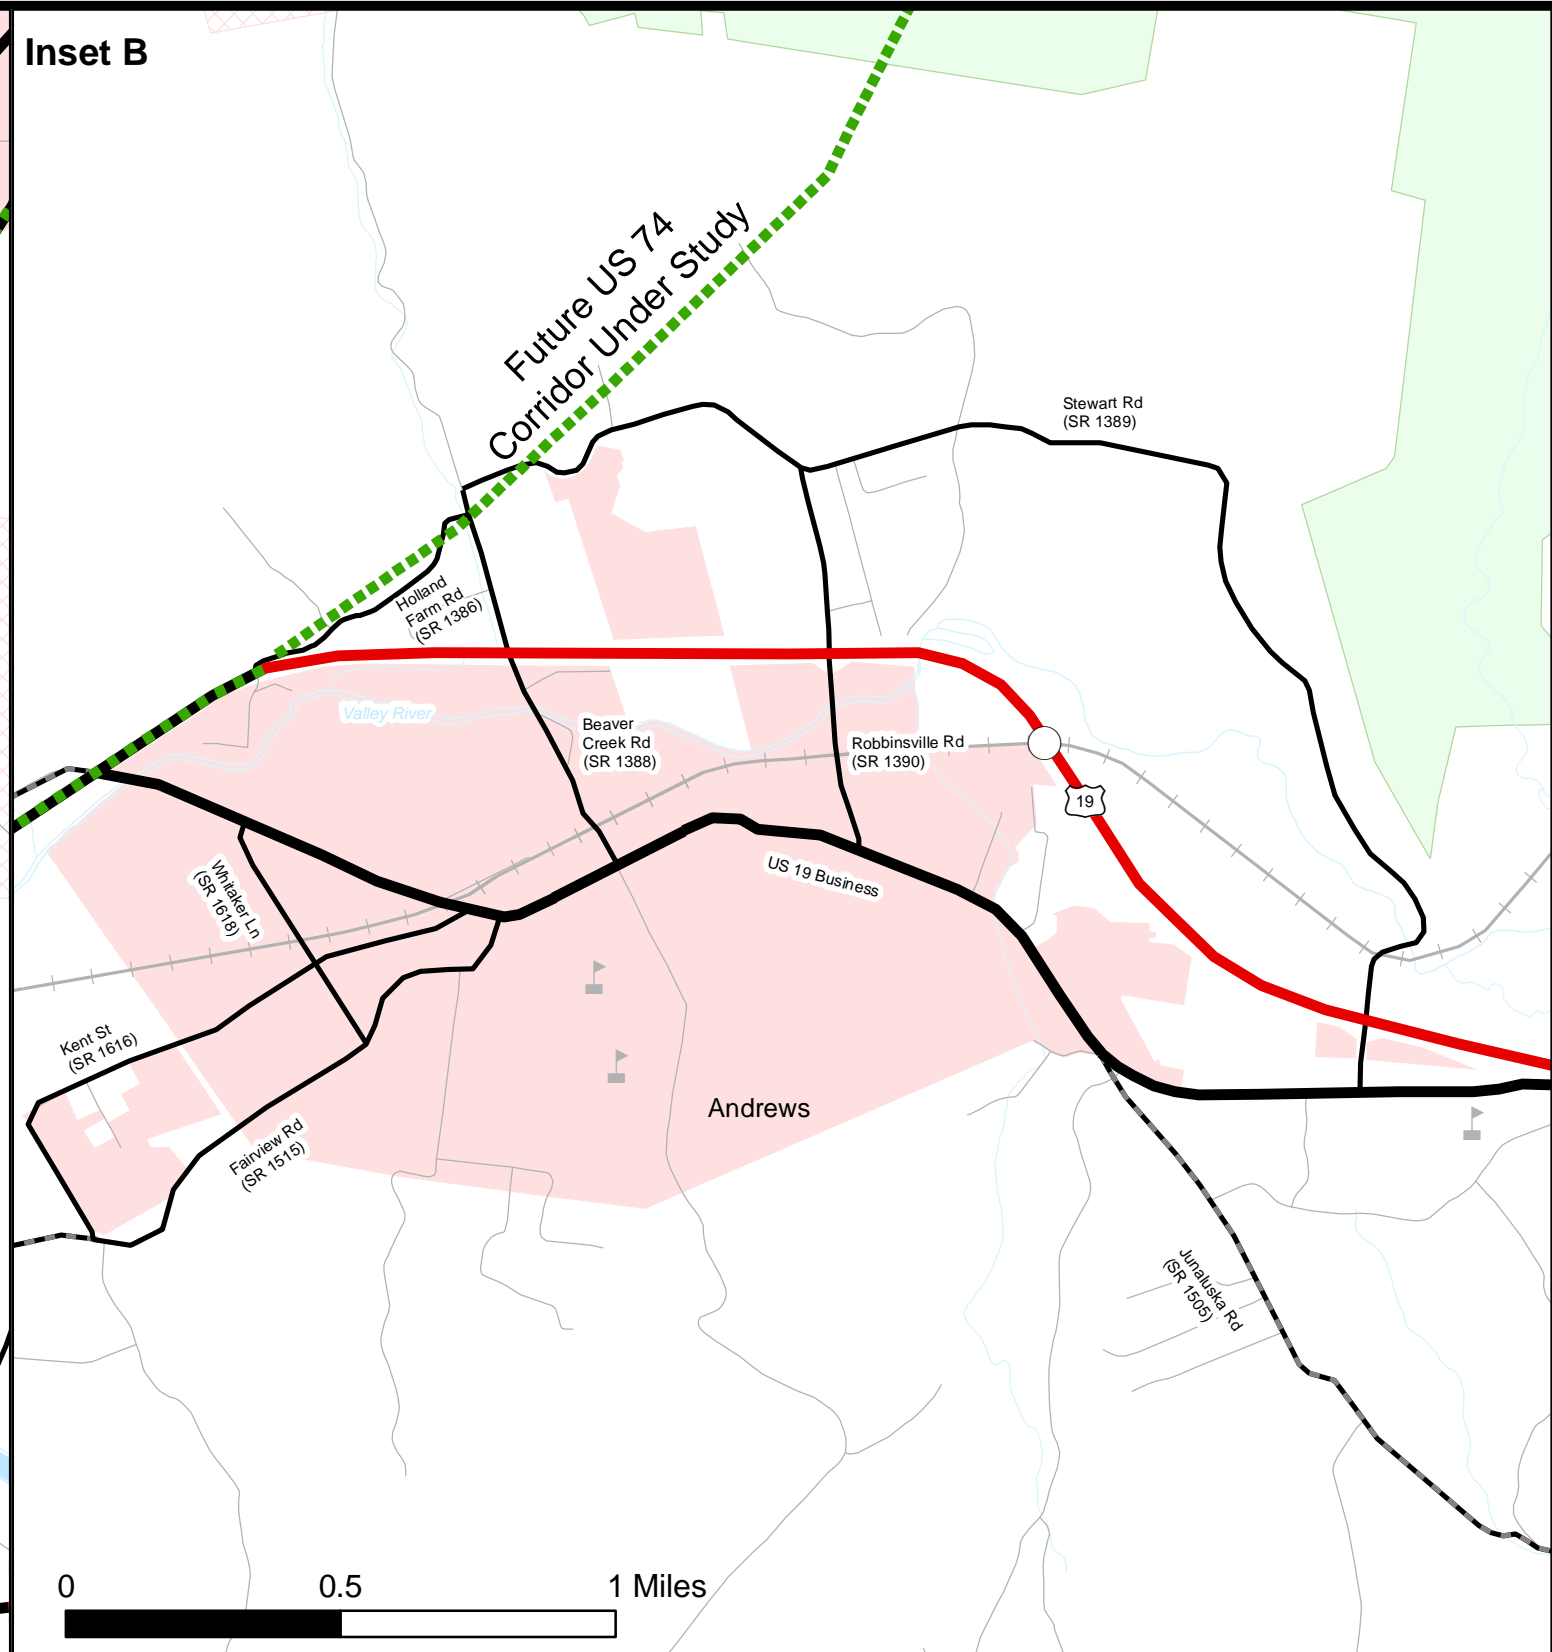 Inset B
Future US 74
Corridor Under Study
Stewart Rd
(SR 1389)
Holland
Farm Rd
(SR 1386)
Valley River
Beaver
Creek Rd
(SR 1388)
Robbinsville Rd
(SR 1390)
19
US 19 Business
Whitaker Ln
(SR 1618)
Kent St
(SR 1616)
Fairview Rd
(SR 1515)
Andrews
Junaluska Rd
(SR 1505)
0 0.5 1 Miles